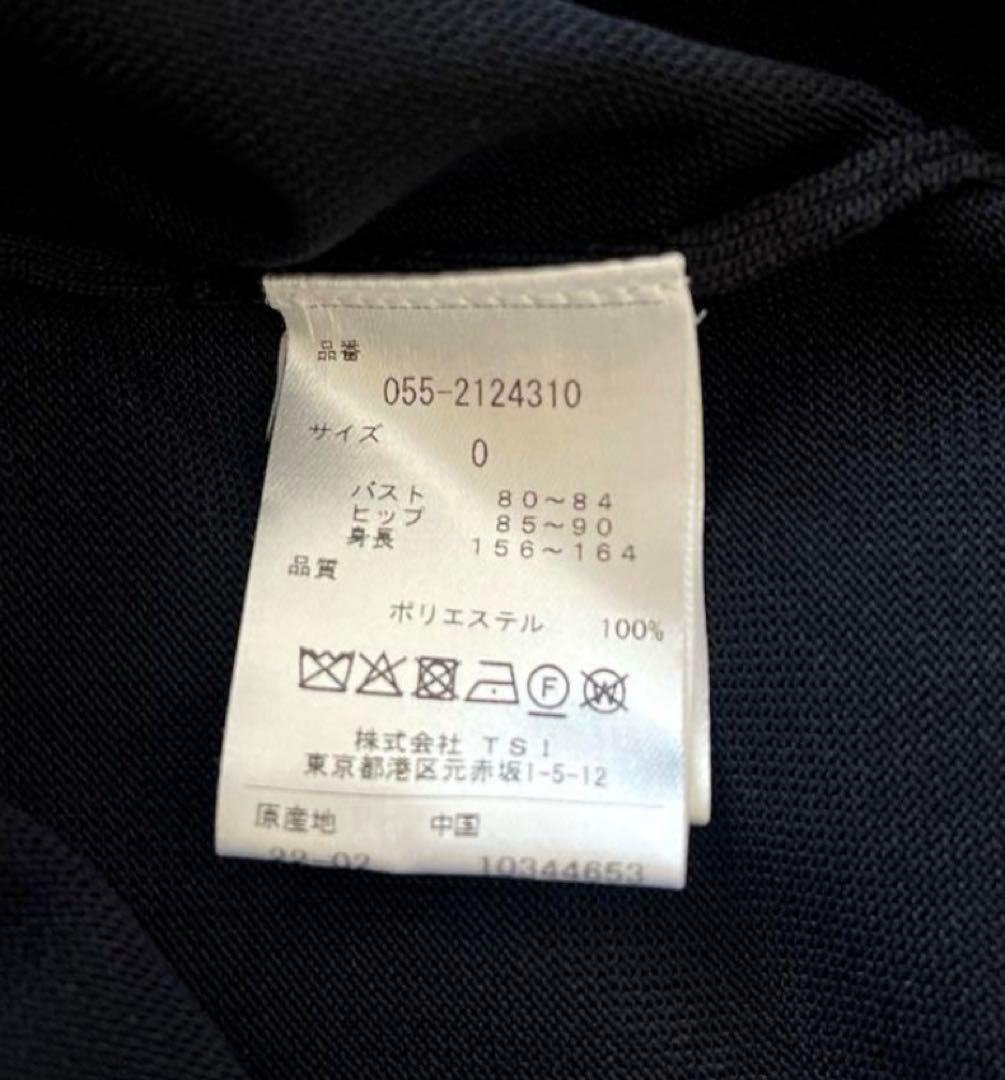 品番
055-2124310
サイズ
0
バスト 80〜84
ヒップ 85〜90
身長 156〜164
品質
ポリエステル 100%
F W
株式会社 TSI
東京都港区元赤坂1-5-12
原産地 中国
22-02 10344653